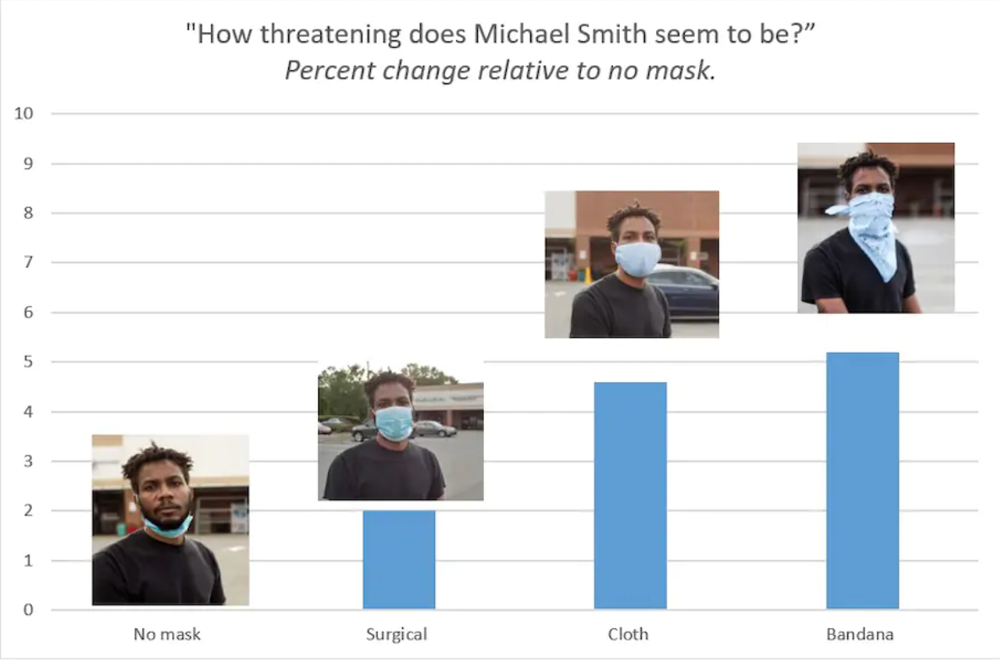 "How threatening does Michael Smith seem to be?”
Percent change relative to no mask.
10
9
8
7
6
5
4
3
2
1
0
No mask
Surgical
Cloth
Bandana